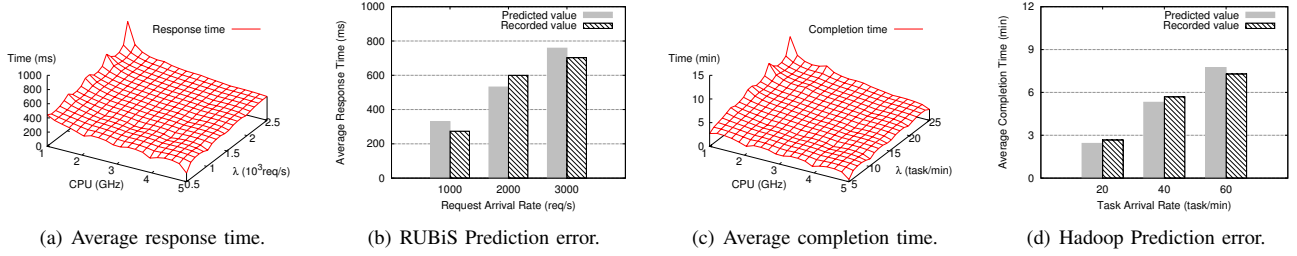 Response time
Time (ms)
1000
800
600
400
200
0
1
2
3
4
5
CPU (GHz)
0.5
1
1.5
2
2.5
λ (10³req/s)
(a) Average response time.
Predicted value
Recorded value
Average Response Time (ms)
1000
800
600
400
200
0
1000 2000 3000
Request Arrival Rate (req/s)
(b) RUBiS Prediction error.
Completion time
Time (min)
15
10
5
0
1
2
3
4
5
CPU (GHz)
5
10
15
20
25
λ (task/min)
(c) Average completion time.
Predicted value
Recorded value
Average Completion Time (min)
12
9
6
3
0
20 40 60
Task Arrival Rate (task/min)
(d) Hadoop Prediction error.